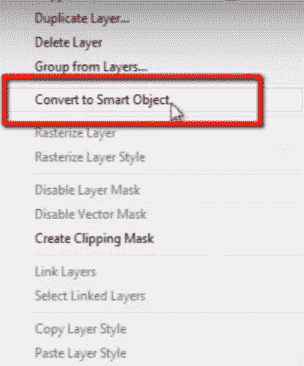 Duplicate Layer...
Delete Layer
Group from Layers...
Convert to Smart Object
Rasterize Layer
Rasterize Layer Style
Disable Layer Mask
Disable Vector Mask
Create Clipping Mask
Link Layers
Select Linked Layers
Copy Layer Style
Paste Layer Style